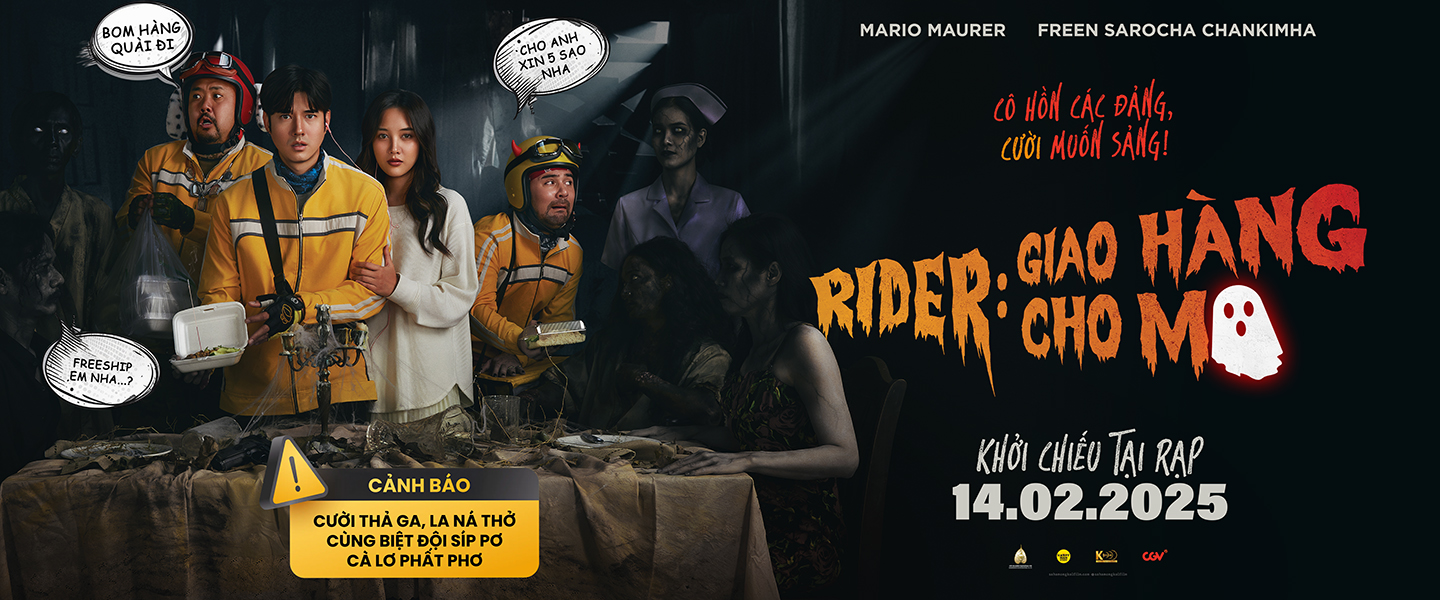 BOM HÀNG
QUÀI ĐI
CHO ANH
XIN 5 SAO
NHA
FREESHIP
EM NHA...?
CẢNH BÁO
CƯỜI THẢ GA, LA NÁ THỞ
CÙNG BIỆT ĐỘI SÍP PƠ
CÀ LƠ PHẤT PHƠ
MARIO MAURER FREEN SAROCHA CHANKIMHA
CÔ HỒN CÁC ĐẢNG,
CƯỜI MUỐN SẢNG!
RIDER: GIAO HÀNG
CHO M
KHỞI CHIẾU TẠI RẠP
14.02.2025
CGV